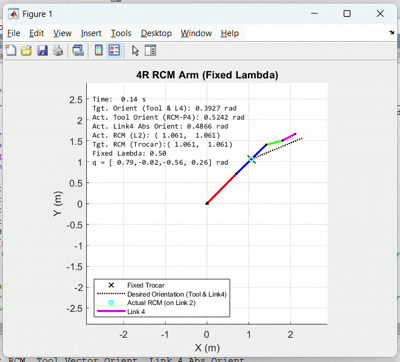 Figure 1
File Edit View Insert Tools Desktop Window Help
4R RCM Arm (Fixed Lambda)
Time: 0.14 s
Tgt. Orient (Tool & L4): 0.3927 rad
Act. Tool Orient (RCM-P4): 0.5242 rad
Act. Link4 Abs Orient: 0.4866 rad
Act. RCM (L2): ( 1.061, 1.061)
Tgt. RCM (Trocar):( 1.061, 1.061)
Fixed Lambda: 0.50
q = [ 0.79,-0.02,-0.56, 0.26] rad
2.5
2
1.5
1
0.5
0
-0.5
-1
-1.5
-2
-2.5
Y (m)
Fixed Trocar
Desired Orientation (Tool & Link4)
Actual RCM (on Link 2)
Link 4
-2 -1 0 1 2
X (m)
RCM, Tool Vector Orient, Link 4 Abs Orient